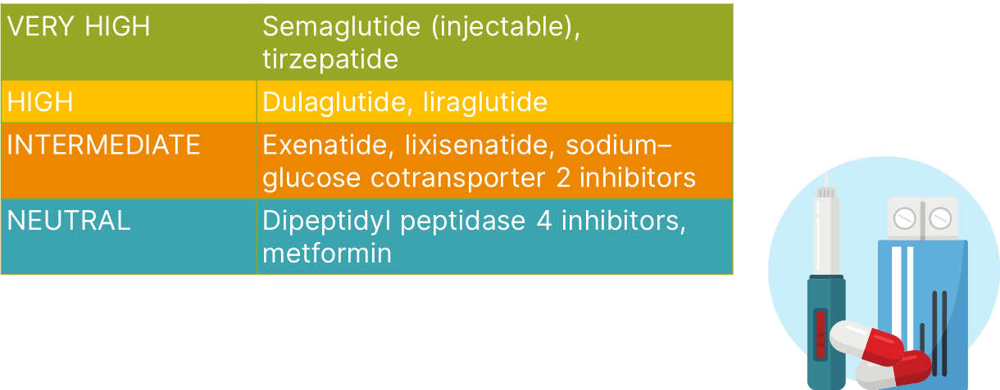 VERY HIGH
Semaglutide (injectable),
tirzepatide
HIGH
Dulaglutide, liraglutide
INTERMEDIATE
Exenatide, lixisenatide, sodium–
glucose cotransporter 2 inhibitors
NEUTRAL
Dipeptidyl peptidase 4 inhibitors,
metformin